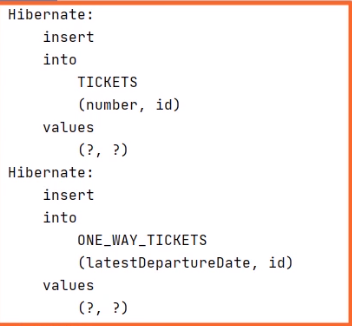 Hibernate:
insert
into
TICKETS
(number, id)
values
(?, ?)
Hibernate:
insert
into
ONE_WAY_TICKETS
(latestDepartureDate, id)
values
(?, ?)